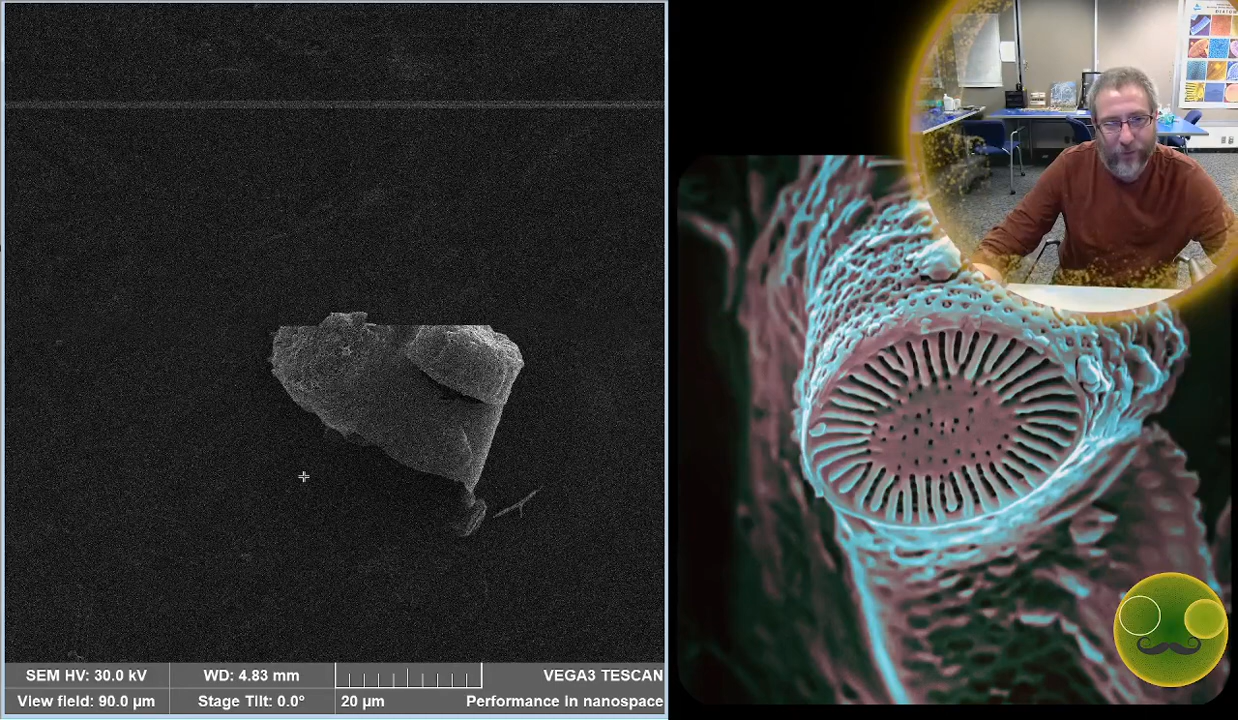 SEM HV: 30.0 kV
WD: 4.83 mm
VEGA3 TESCAN
View field: 90.0 µm
Stage Tilt: 0.0°
20 µm
Performance in nanospace